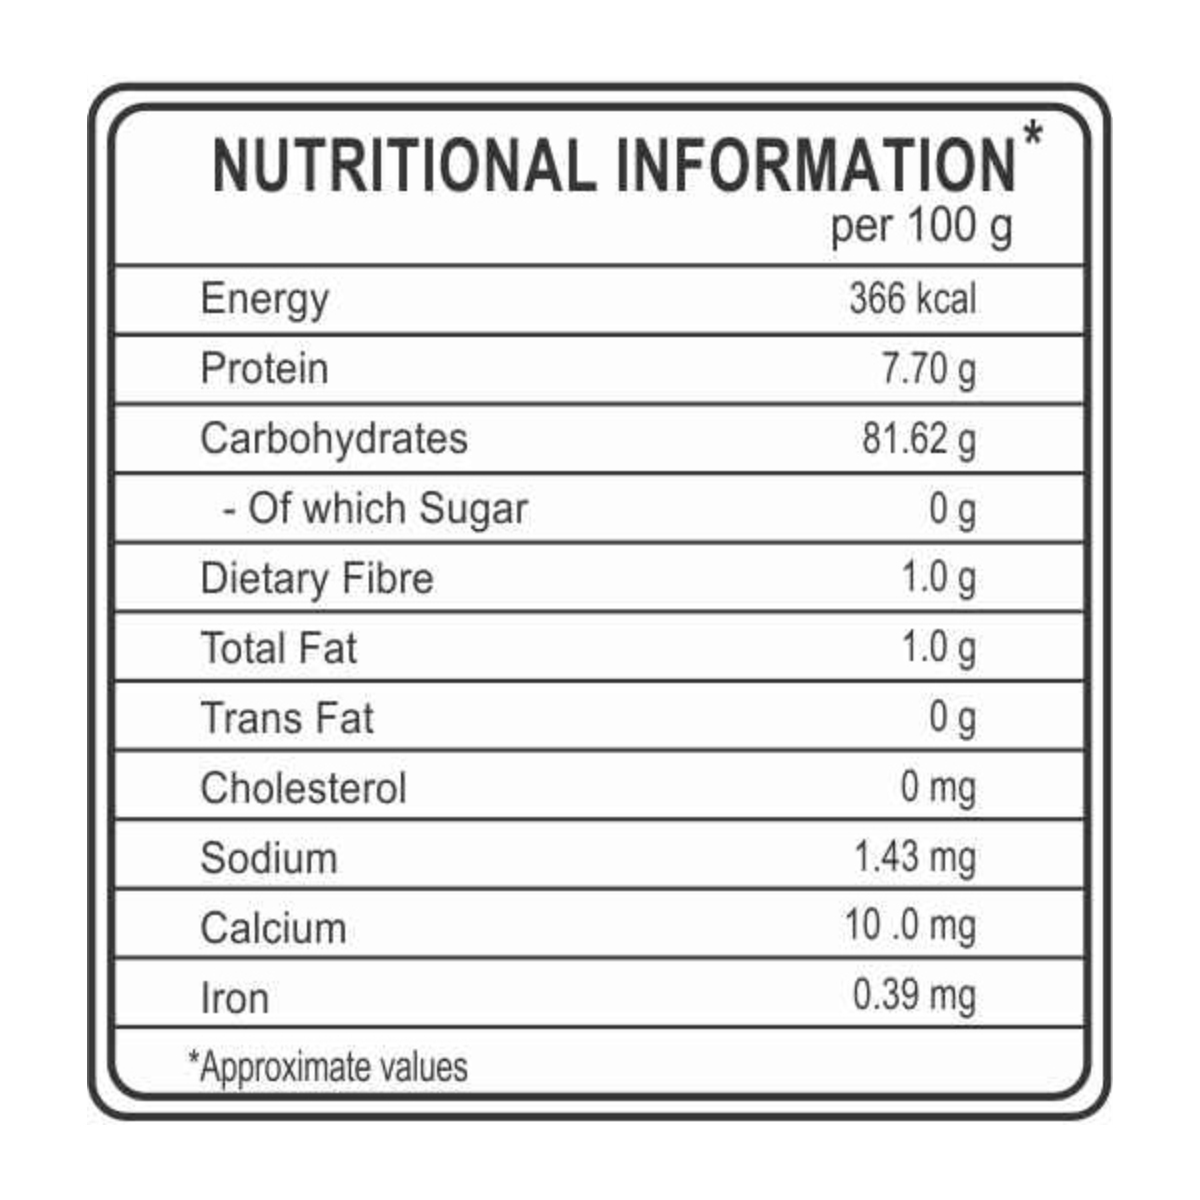 NUTRITIONAL INFORMATION*
per 100 g
Energy 366 kcal
Protein 7.70 g
Carbohydrates 81.62 g
- Of which Sugar 0 g
Dietary Fibre 1.0 g
Total Fat 1.0 g
Trans Fat 0 g
Cholesterol 0 mg
Sodium 1.43 mg
Calcium 10 .0 mg
Iron 0.39 mg
*Approximate values